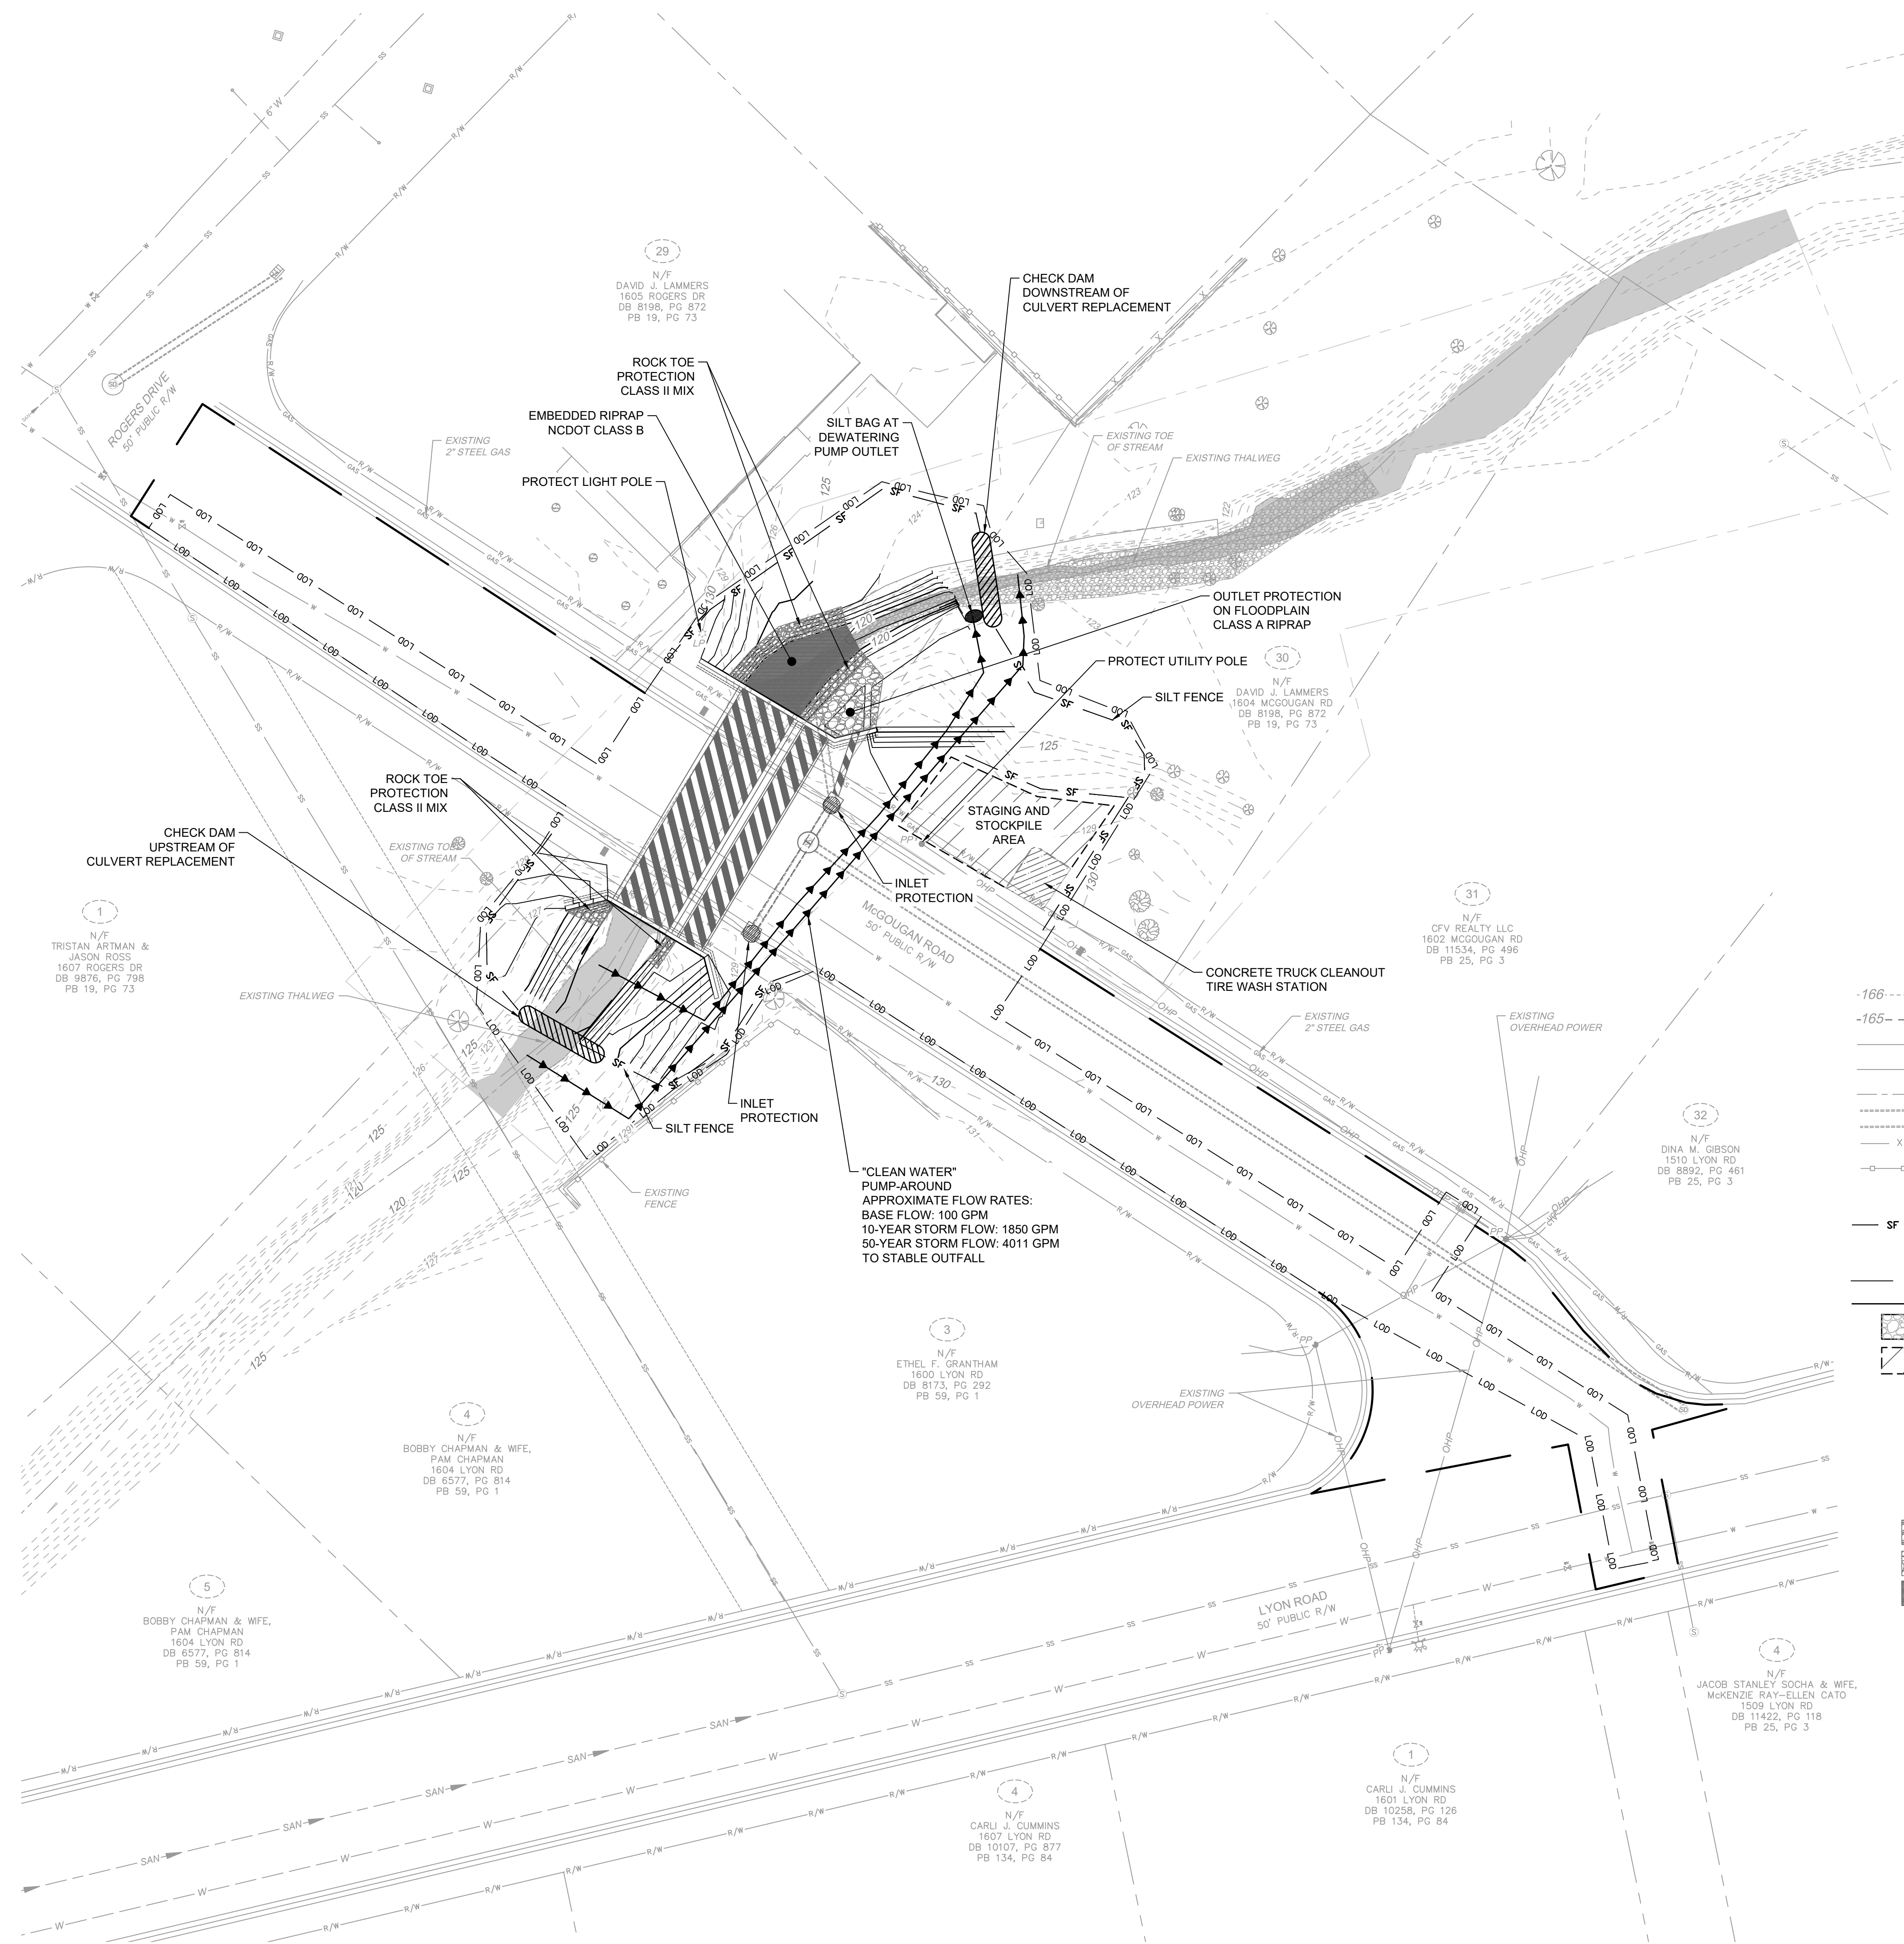 6" W
ROGERS DRIVE
50' PUBLIC R/W
29
N/F
DAVID J. LAMMERS
1605 ROGERS DR
DB 8198, PG 872
PB 19, PG 73
CHECK DAM
DOWNSTREAM OF
CULVERT REPLACEMENT
ROCK TOE
PROTECTION
CLASS II MIX
EMBEDDED RIPRAP
NCDOT CLASS B
SILT BAG AT
DEWATERING
PUMP OUTLET
EXISTING
2" STEEL GAS
EXISTING TOE
OF STREAM
EXISTING THALWEG
PROTECT LIGHT POLE
OUTLET PROTECTION
ON FLOODPLAIN
CLASS A RIPRAP
PROTECT UTILITY POLE
30
N/F
DAVID J. LAMMERS
1604 MCGOUGAN RD
DB 8198, PG 872
PB 19, PG 73
SILT FENCE
ROCK TOE
PROTECTION
CLASS II MIX
CHECK DAM
UPSTREAM OF
CULVERT REPLACEMENT
EXISTING TOE
OF STREAM
STAGING AND
STOCKPILE
AREA
INLET
PROTECTION
McGOUGAN ROAD
50' PUBLIC R/W
31
N/F
CFV REALTY LLC
1602 MCGOUGAN RD
DB 11534, PG 496
PB 25, PG 3
1
N/F
TRISTAN ARTMAN &
JASON ROSS
1607 ROGERS DR
DB 9876, PG 798
PB 19, PG 73
EXISTING THALWEG
CONCRETE TRUCK CLEANOUT
TIRE WASH STATION
EXISTING
2" STEEL GAS
EXISTING
OVERHEAD POWER
-166-
-165-
INLET
PROTECTION
SILT FENCE
32
N/F
DINA M. GIBSON
1510 LYON RD
DB 8892, PG 461
PB 25, PG 3
EXISTING
FENCE
"CLEAN WATER"
PUMP-AROUND
APPROXIMATE FLOW RATES:
BASE FLOW: 100 GPM
10-YEAR STORM FLOW: 1850 GPM
50-YEAR STORM FLOW: 4011 GPM
TO STABLE OUTFALL
SF
3
N/F
ETHEL F. GRANTHAM
1600 LYON RD
DB 8173, PG 292
PB 59, PG 1
EXISTING
OVERHEAD POWER
4
N/F
BOBBY CHAPMAN & WIFE,
PAM CHAPMAN
1604 LYON RD
DB 6577, PG 814
PB 59, PG 1
5
N/F
BOBBY CHAPMAN & WIFE,
PAM CHAPMAN
1604 LYON RD
DB 6577, PG 814
PB 59, PG 1
LYON ROAD
50' PUBLIC R/W
4
N/F
JACOB STANLEY SOCHA & WIFE,
McKENZIE RAY-ELLEN CATO
1509 LYON RD
DB 11422, PG 118
PB 25, PG 3
1
N/F
CARLI J. CUMMINS
1601 LYON RD
DB 10258, PG 126
PB 134, PG 84
4
N/F
CARLI J. CUMMINS
1607 LYON RD
DB 10107, PG 877
PB 134, PG 84